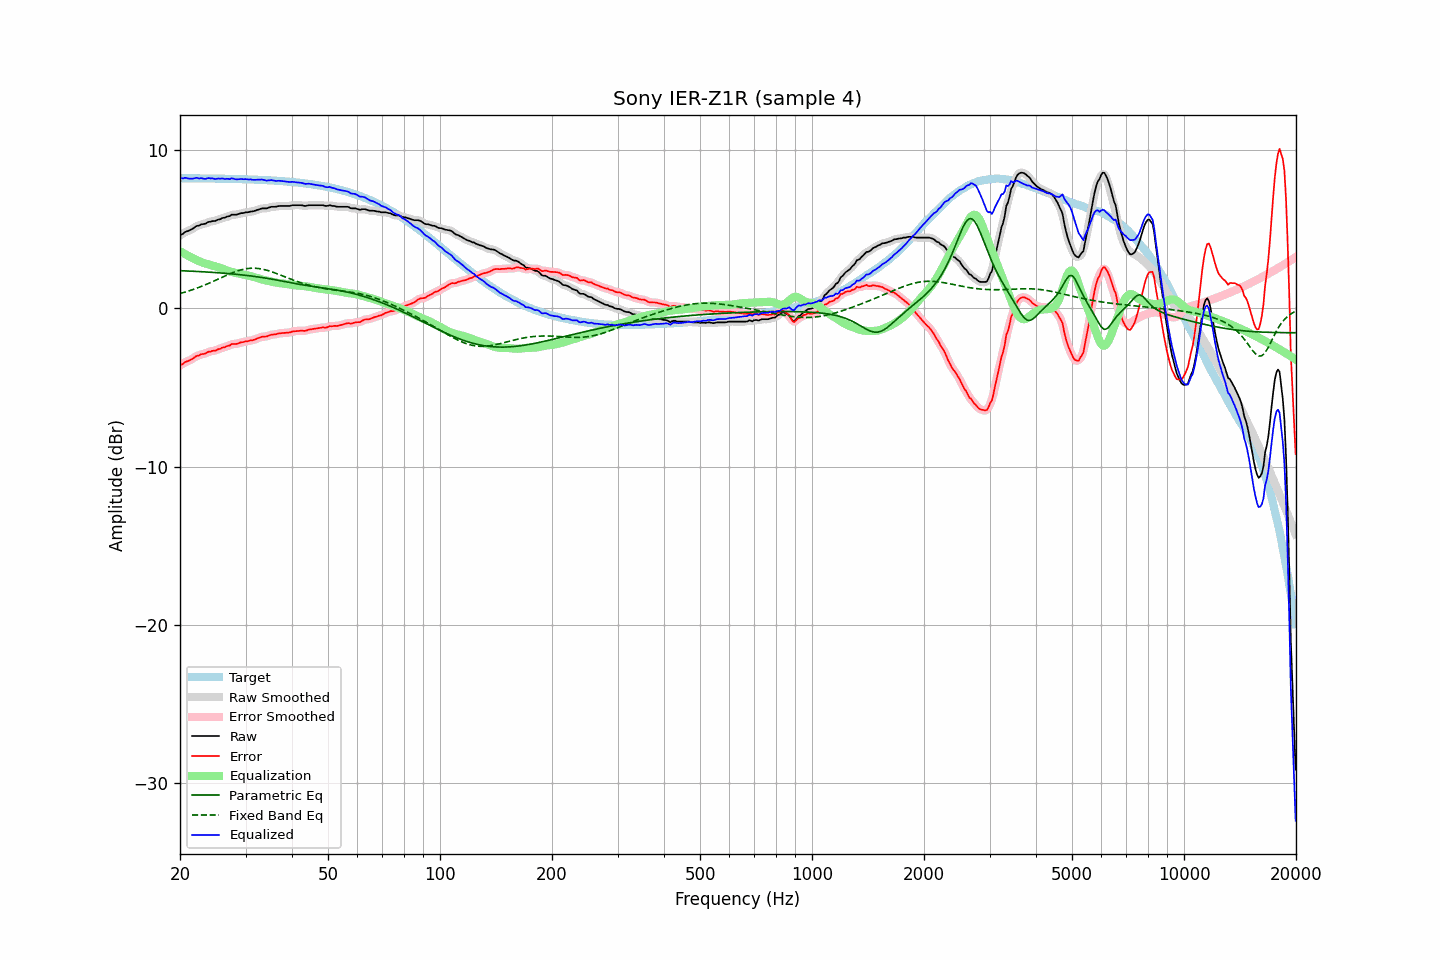 Sony IER-Z1R (sample 4)
Amplitude (dBr)
10
0
−10
−20
−30
Target
Raw Smoothed
Error Smoothed
Raw
Error
Equalization
Parametric Eq
Fixed Band Eq
Equalized
20 50 100 200 500 1000 2000 5000 10000 20000
Frequency (Hz)